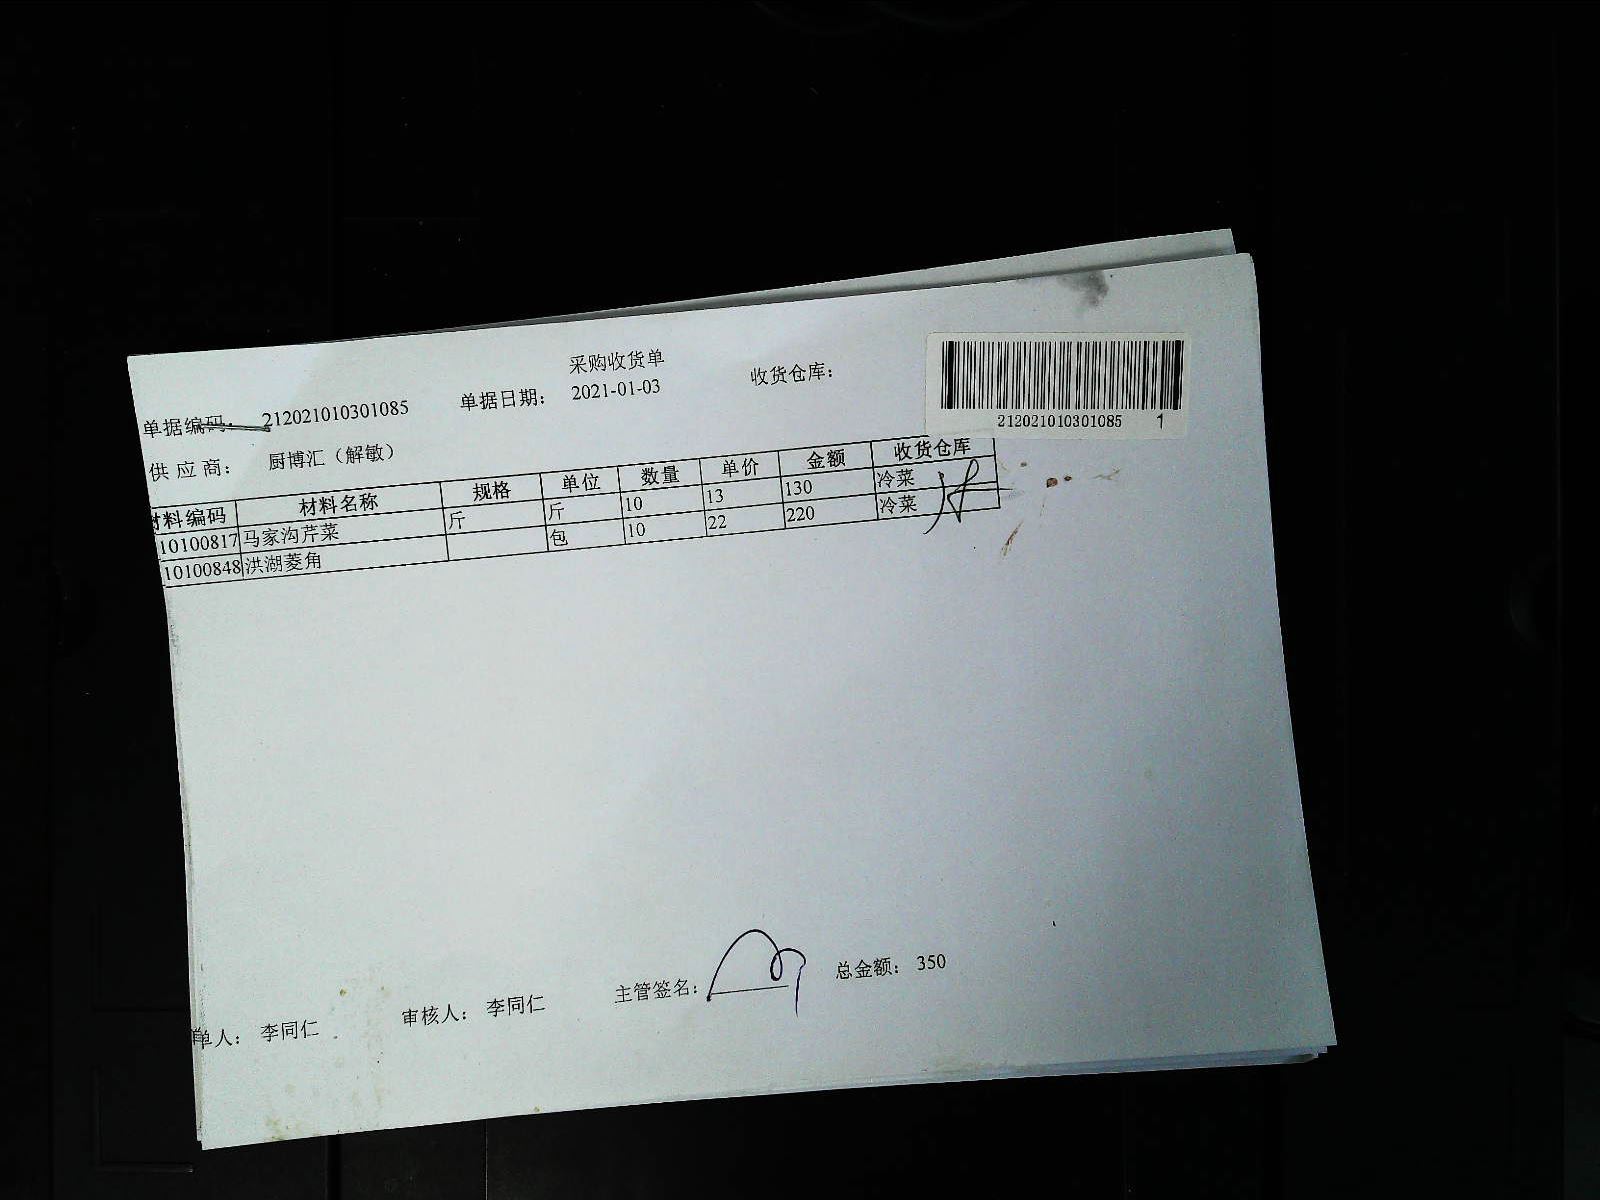 采购收货单
单据编码： 212021010301085 单据日期： 2021-01-03 收货仓库：
212021010301085 1
供应商： 厨博汇（解敏）
材料编码 材料名称 规格 单位 数量 单价 金额 收货仓库
10100817 马家沟芹菜 斤 斤 10 13 130 冷菜
10100848 洪湖菱角 包 10 22 220 冷菜
单人： 李同仁 审核人： 李同仁 主管签名： 总金额： 350